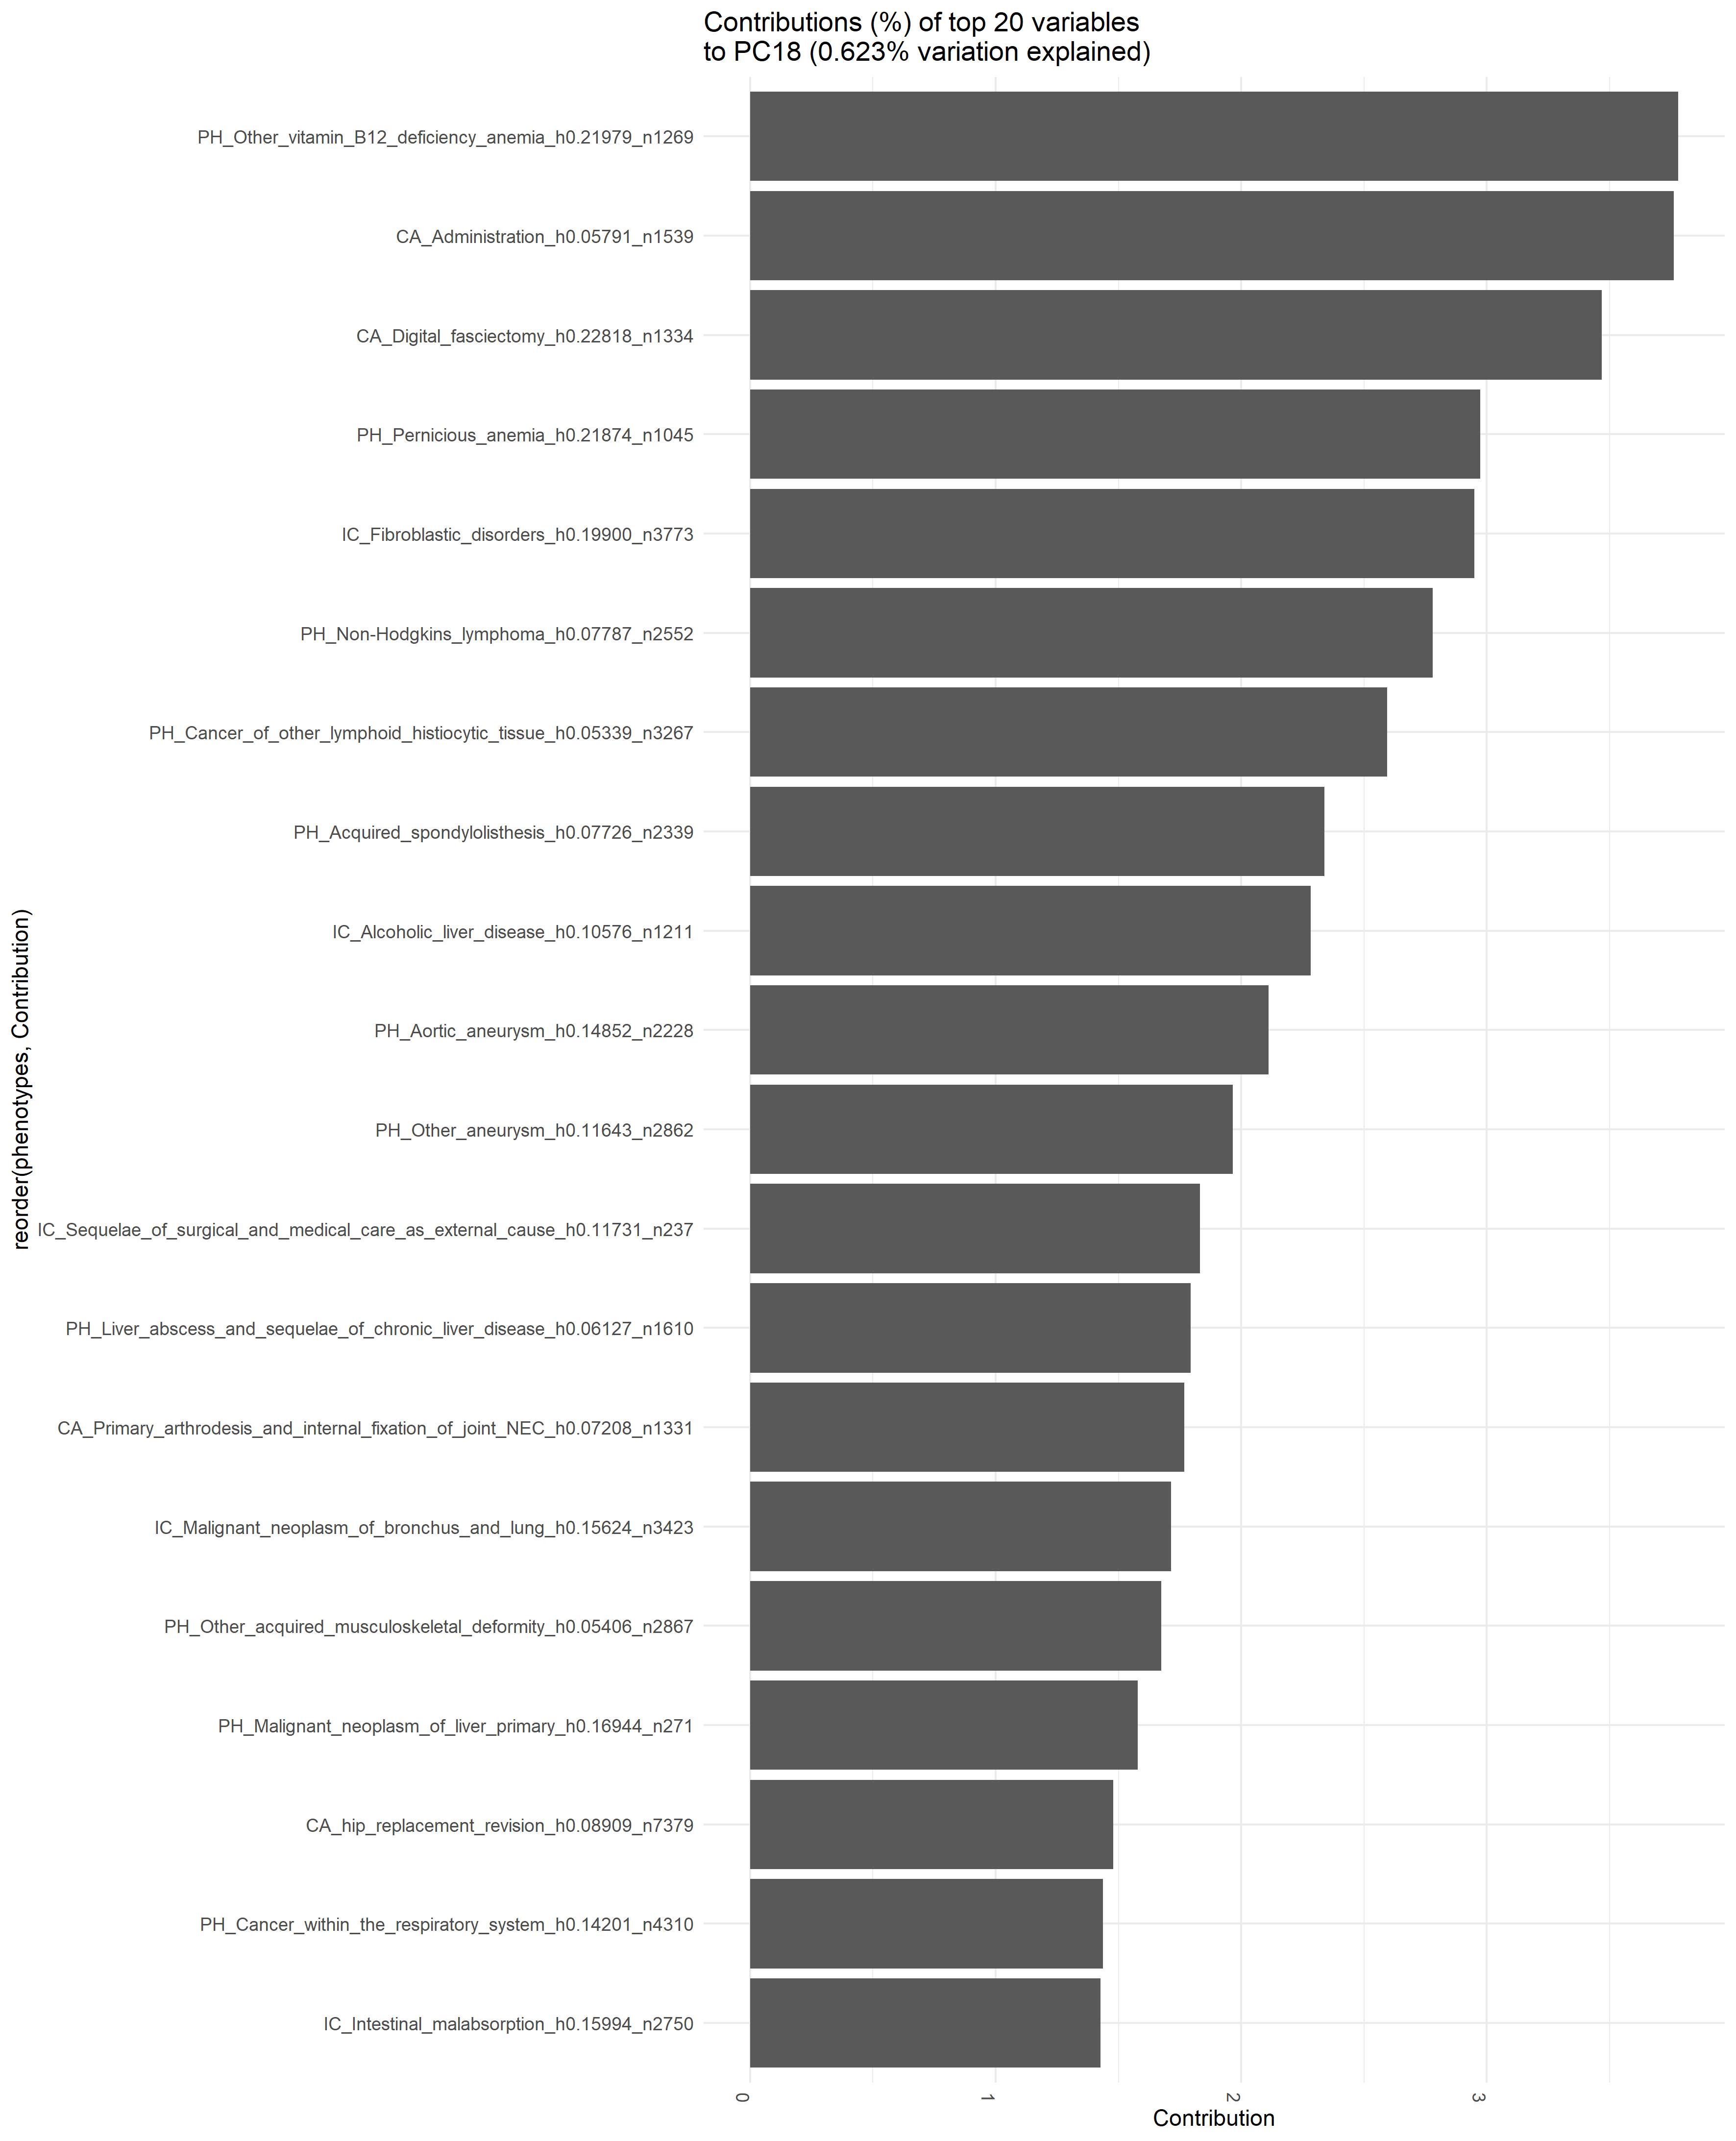 Contributions (%) of top 20 variables
to PC18 (0.623% variation explained)
PH_Other_vitamin_B12_deficiency_anemia_h0.21979_n1269
CA_Administration_h0.05791_n1539
CA_Digital_fasciectomy_h0.22818_n1334
PH_Pernicious_anemia_h0.21874_n1045
IC_Fibroblastic_disorders_h0.19900_n3773
PH_Non-Hodgkins_lymphoma_h0.07787_n2552
PH_Cancer_of_other_lymphoid_histiocytic_tissue_h0.05339_n3267
PH_Acquired_spondylolisthesis_h0.07726_n2339
IC_Alcoholic_liver_disease_h0.10576_n1211
PH_Aortic_aneurysm_h0.14852_n2228
PH_Other_aneurysm_h0.11643_n2862
IC_Sequelae_of_surgical_and_medical_care_as_external_cause_h0.11731_n237
PH_Liver_abscess_and_sequelae_of_chronic_liver_disease_h0.06127_n1610
CA_Primary_arthrodesis_and_internal_fixation_of_joint_NEC_h0.07208_n1331
IC_Malignant_neoplasm_of_bronchus_and_lung_h0.15624_n3423
PH_Other_acquired_musculoskeletal_deformity_h0.05406_n2867
PH_Malignant_neoplasm_of_liver_primary_h0.16944_n271
CA_hip_replacement_revision_h0.08909_n7379
PH_Cancer_within_the_respiratory_system_h0.14201_n4310
IC_Intestinal_malabsorption_h0.15994_n2750
reorder(phenotypes, Contribution)
0 1 2 3
Contribution